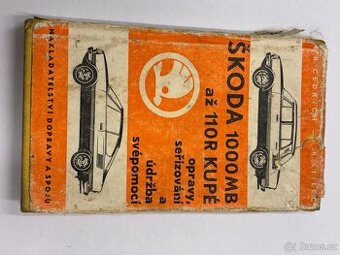 ŠKODA 1000MB
až 110R KUPÉ
opravy,
seřizování
údržba a
svépomocí
NAKLADATELSTVÍ DOPRAVY A SPOJŮ
bazos.cz